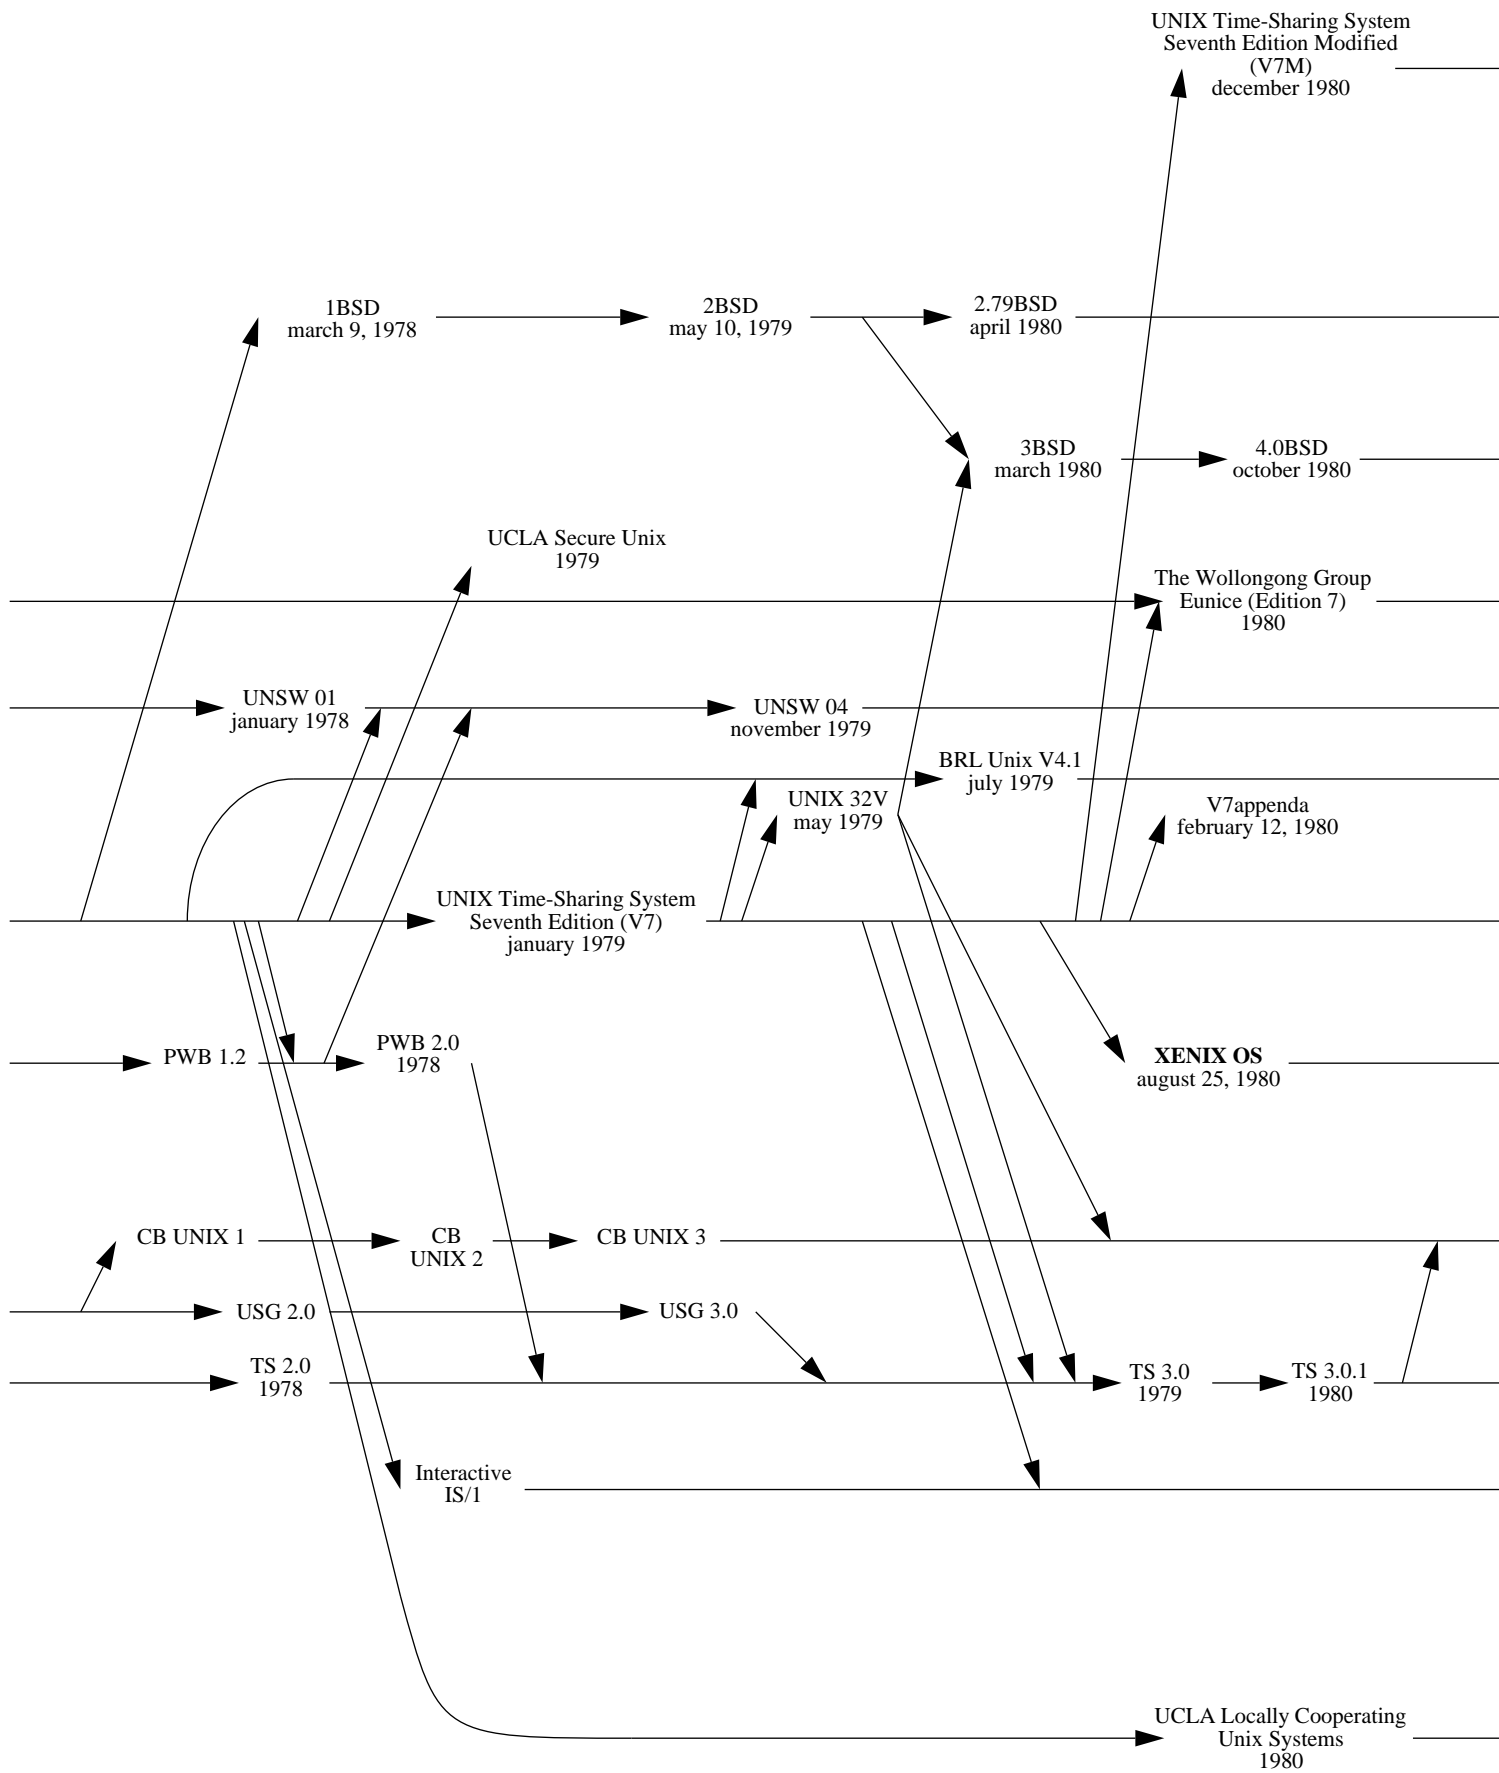 UNIX Time-Sharing System
Seventh Edition Modified
(V7M)
december 1980
1BSD
march 9, 1978
2BSD
may 10, 1979
2.79BSD
april 1980
3BSD
march 1980
4.0BSD
october 1980
UCLA Secure Unix
1979
The Wollongong Group
Eunice (Edition 7)
1980
UNSW 01
january 1978
UNSW 04
november 1979
BRL Unix V4.1
july 1979
UNIX 32V
may 1979
V7appenda
february 12, 1980
UNIX Time-Sharing System
Seventh Edition (V7)
january 1979
PWB 1.2
PWB 2.0
1978
XENIX OS
august 25, 1980
CB UNIX 1
CB
UNIX 2
CB UNIX 3
USG 2.0
USG 3.0
TS 2.0
1978
TS 3.0
1979
TS 3.0.1
1980
Interactive
IS/1
UCLA Locally Cooperating
Unix Systems
1980